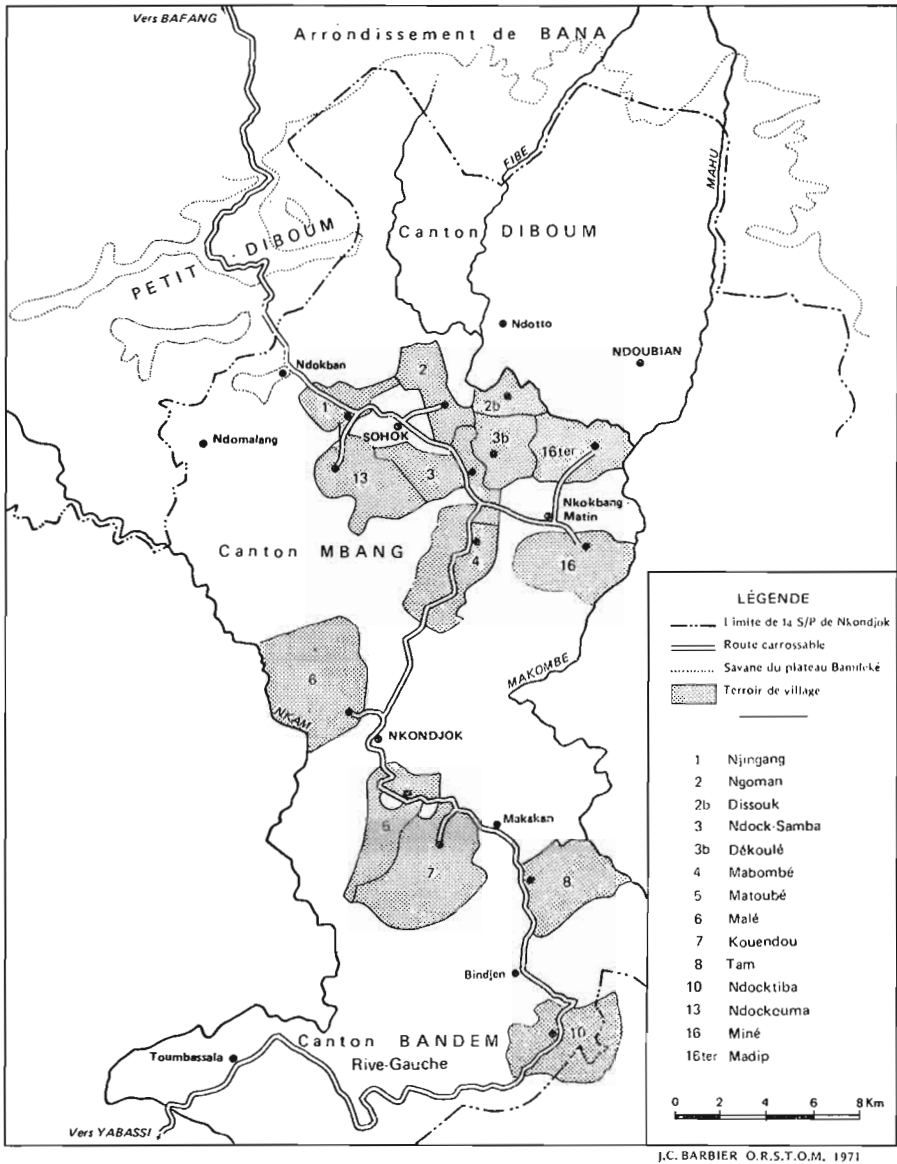 Vers BAFANG
Arrondissement de BANA
FIBE
MAHU
Canton DIBOUM
PETIT - DIBOUM
Ndotto
NDOUBIAN
Ndokban
2
2b
1
Ndomalang
SOHOK
3b
16ter
13
3
Nkokbang
Matin
Canton MBANG
4
16
MAKOMBE
6
NKAM
NKONDJOK
5
Makakan
7
8
Bindjen
Canton BANDEM
Rive-Gauche
10
Toumbassala
Vers YABASSI
LÉGENDE
Limite de la S/P de Nkondjok
Route carrossable
Savane du plateau Bamiléké
Terroir de village
1 Njingang
2 Ngoman
2b Dissouk
3 Ndock-Samba
3b Dékoulé
4 Mabombé
5 Matoubé
6 Malé
7 Kouendou
8 Tam
10 Ndocktiba
13 Ndockouma
16 Miné
16ter Madip
0 2 4 6 8 Km
J.C. BARBIER O.R.S.T.O.M. 1971